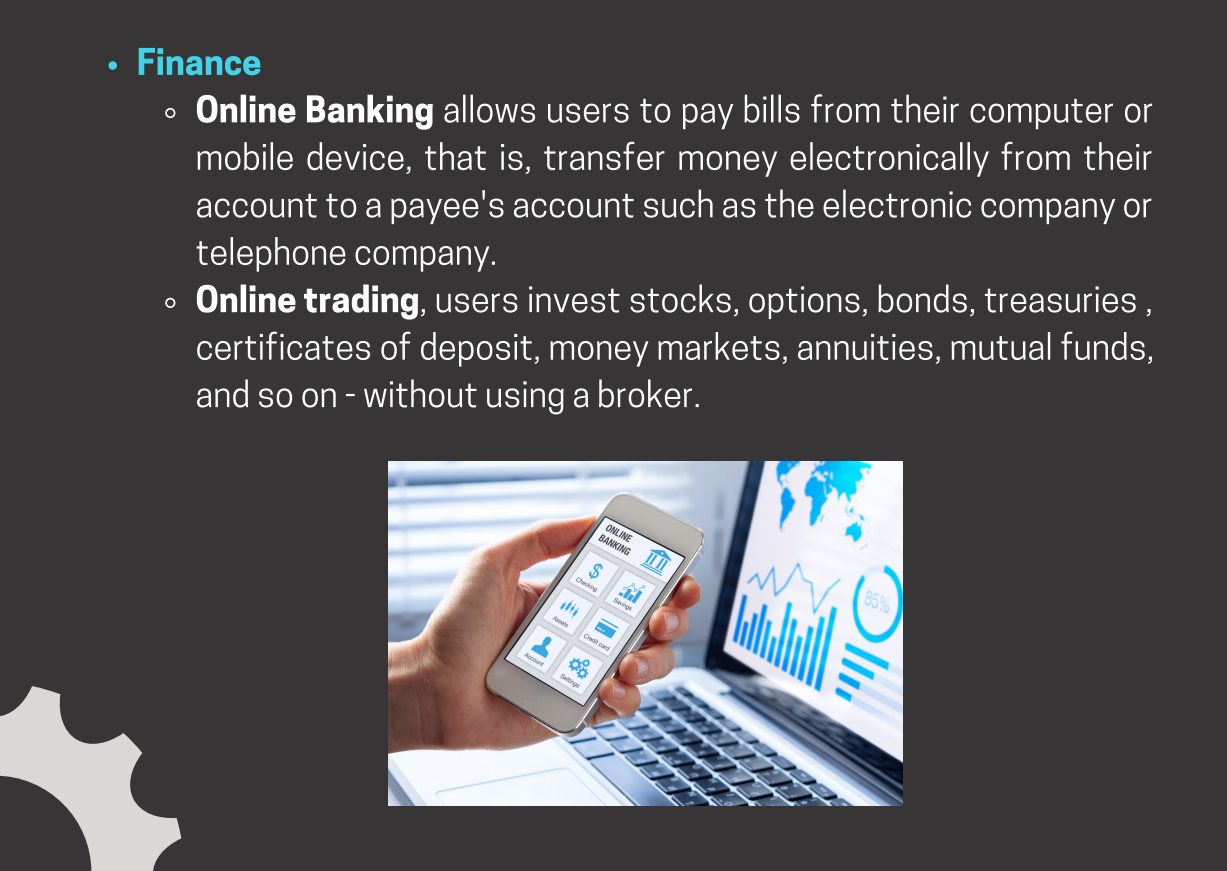 • Finance
◦ Online Banking allows users to pay bills from their computer or
mobile device, that is, transfer money electronically from their
account to a payee's account such as the electronic company or
telephone company.
◦ Online trading, users invest stocks, options, bonds, treasuries ,
certificates of deposit, money markets, annuities, mutual funds,
and so on - without using a broker.
ONLINE
BANKING
$
Checking
Savings
Assets
Credit card
Account
Settings
85%